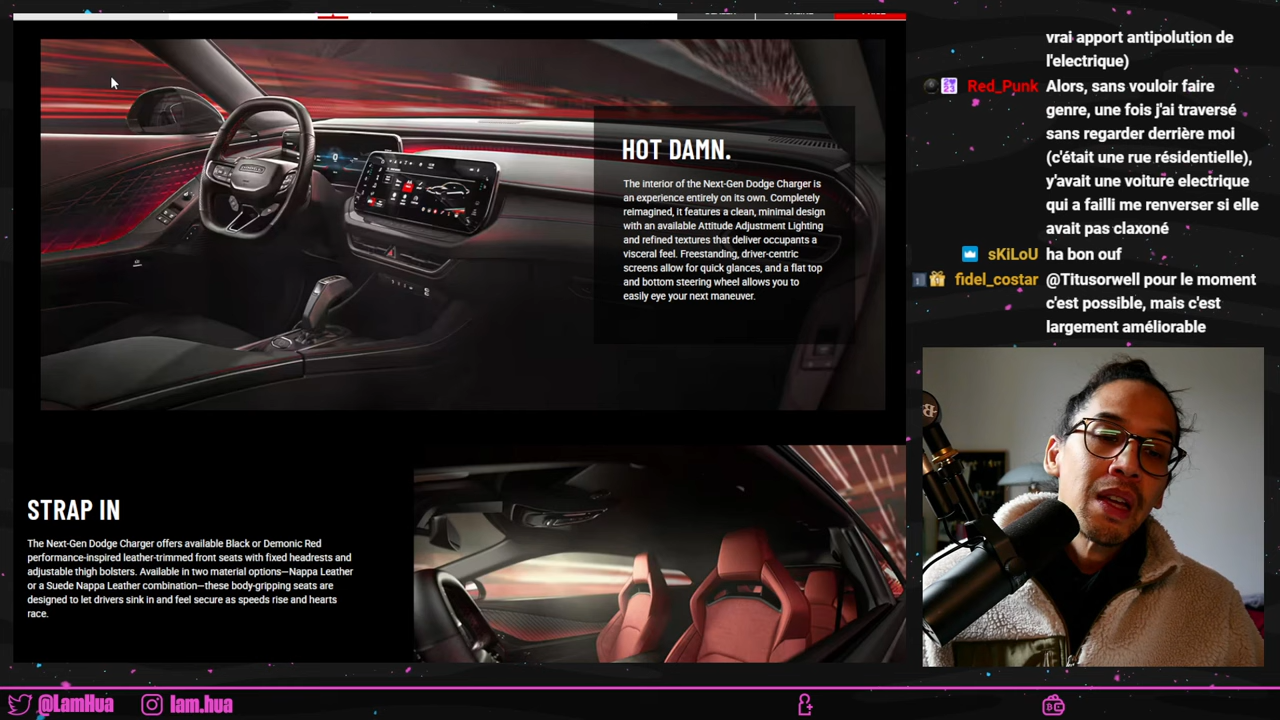 HOT DAMN.
The interior of the Next-Gen Dodge Charger is
an experience entirely on its own. Completely
reimagined, it features a clean, minimal design
with an available Attitude Adjustment Lighting
and refined textures that deliver occupants a
visceral feel. Freestanding, driver-centric
screens allow for quick glances, and a flat top
and bottom steering wheel allows you to
easily eye your next maneuver.
STRAP IN
The Next-Gen Dodge Charger offers available Black or Demonic Red
performance-inspired leather-trimmed front seats with fixed headrests and
adjustable thigh bolsters. Available in two material options—Nappa Leather
or a Suede Nappa Leather combination—these body-gripping seats are
designed to let drivers sink in and feel secure as speeds rise and hearts
race.
vrai apport antipolution de
l'electrique)
Red_Punk Alors, sans vouloir faire
genre, une fois j'ai traversé
sans regarder derrière moi
(c'était une rue résidentielle),
y'avait une voiture electrique
qui a failli me renverser si elle
avait pas claxoné
sKiLoU ha bon ouf
fidel_costar @Titusorwell pour le moment
c'est possible, mais c'est
largement améliorable
@LamHua lam.hua